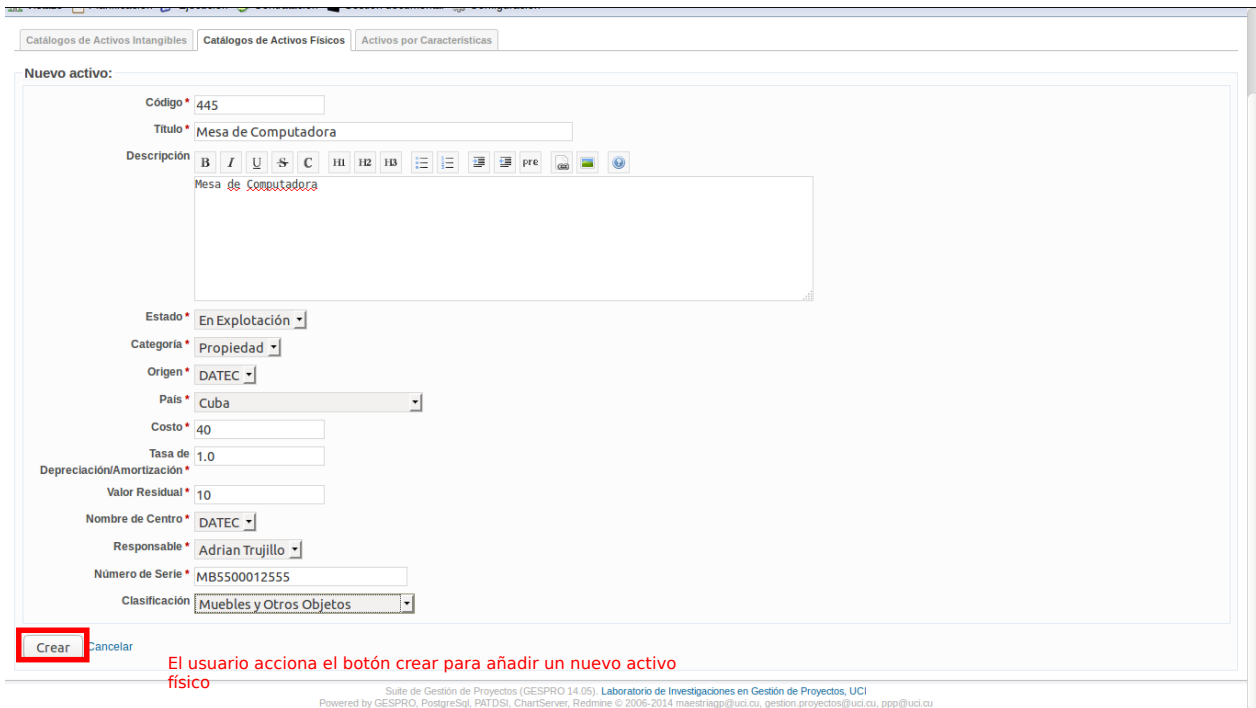 Catálogos de Activos Intangibles Catálogos de Activos Físicos Activos por Características
Nuevo activo:
Código * 445
Título * Mesa de Computadora
Descripción B I U S C H1 H2 H3 pre
Mesa de Computadora
Estado * En Explotación
Categoría * Propiedad
Origen * DATEC
País * Cuba
Costo * 40
Tasa de 1.0
Depreciación/Amortización *
Valor Residual * 10
Nombre de Centro * DATEC
Responsable * Adrian Trujillo
Número de Serie * MB5500012555
Clasificación Muebles y Otros Objetos
Crear Cancelar
El usuario acciona el botón crear para añadir un nuevo activo
físico
Suite de Gestión de Proyectos (GESPRO 14.05). Laboratorio de Investigaciones en Gestión de Proyectos, UCI
Powered by GESPRO, PostgreSql, PATDSI, ChartServer, Redmine © 2006-2014 maestriagp@uci.cu, gestion.proyectos@uci.cu, ppp@uci.cu